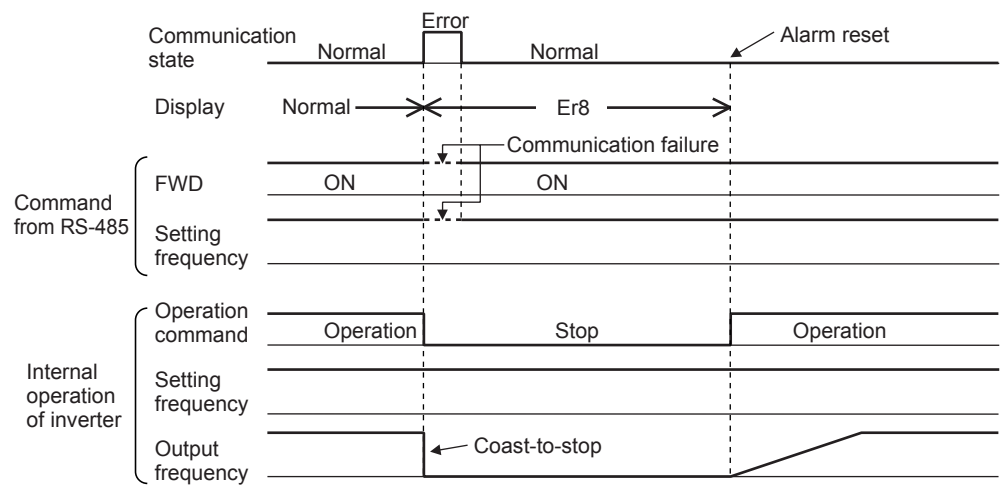 Error
Communication
state
Normal
Normal
Alarm reset
Display
Normal
Er8
Communication failure
Command
from RS-485
FWD
ON
ON
Setting
frequency
Internal
operation
of inverter
Operation
command
Operation
Stop
Operation
Setting
frequency
Output
frequency
Coast-to-stop